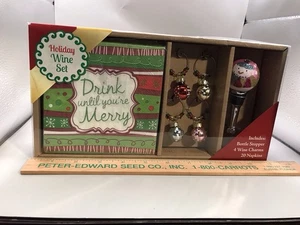 Holiday
Wine
Set
Drink
until you're
Merry
Includes:
Bottle Stopper
4 Wine Charms
20 Napkins
PETER-EDWARD SEED CO., INC. 1-800-CARROTS